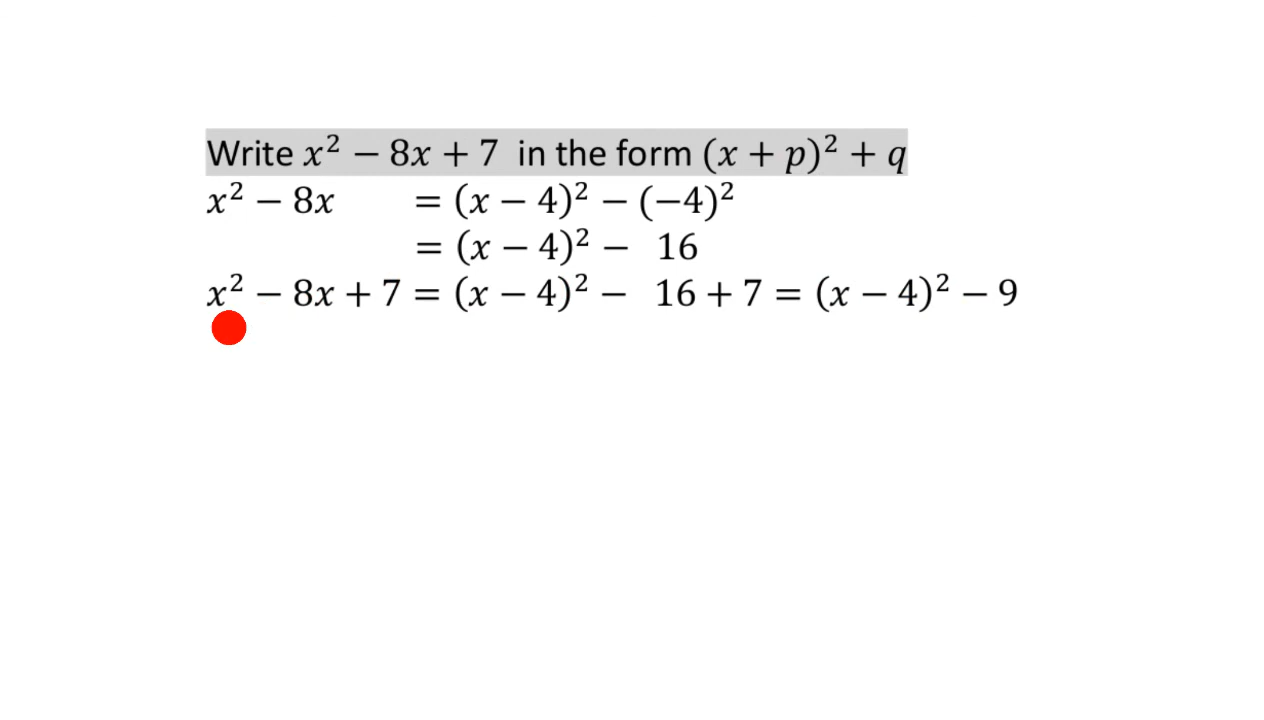 Write x² − 8x + 7 in the form (x + p)² + q
x² − 8x = (x − 4)² − (−4)²
= (x − 4)² − 16
x² − 8x + 7 = (x − 4)² − 16 + 7 = (x − 4)² − 9